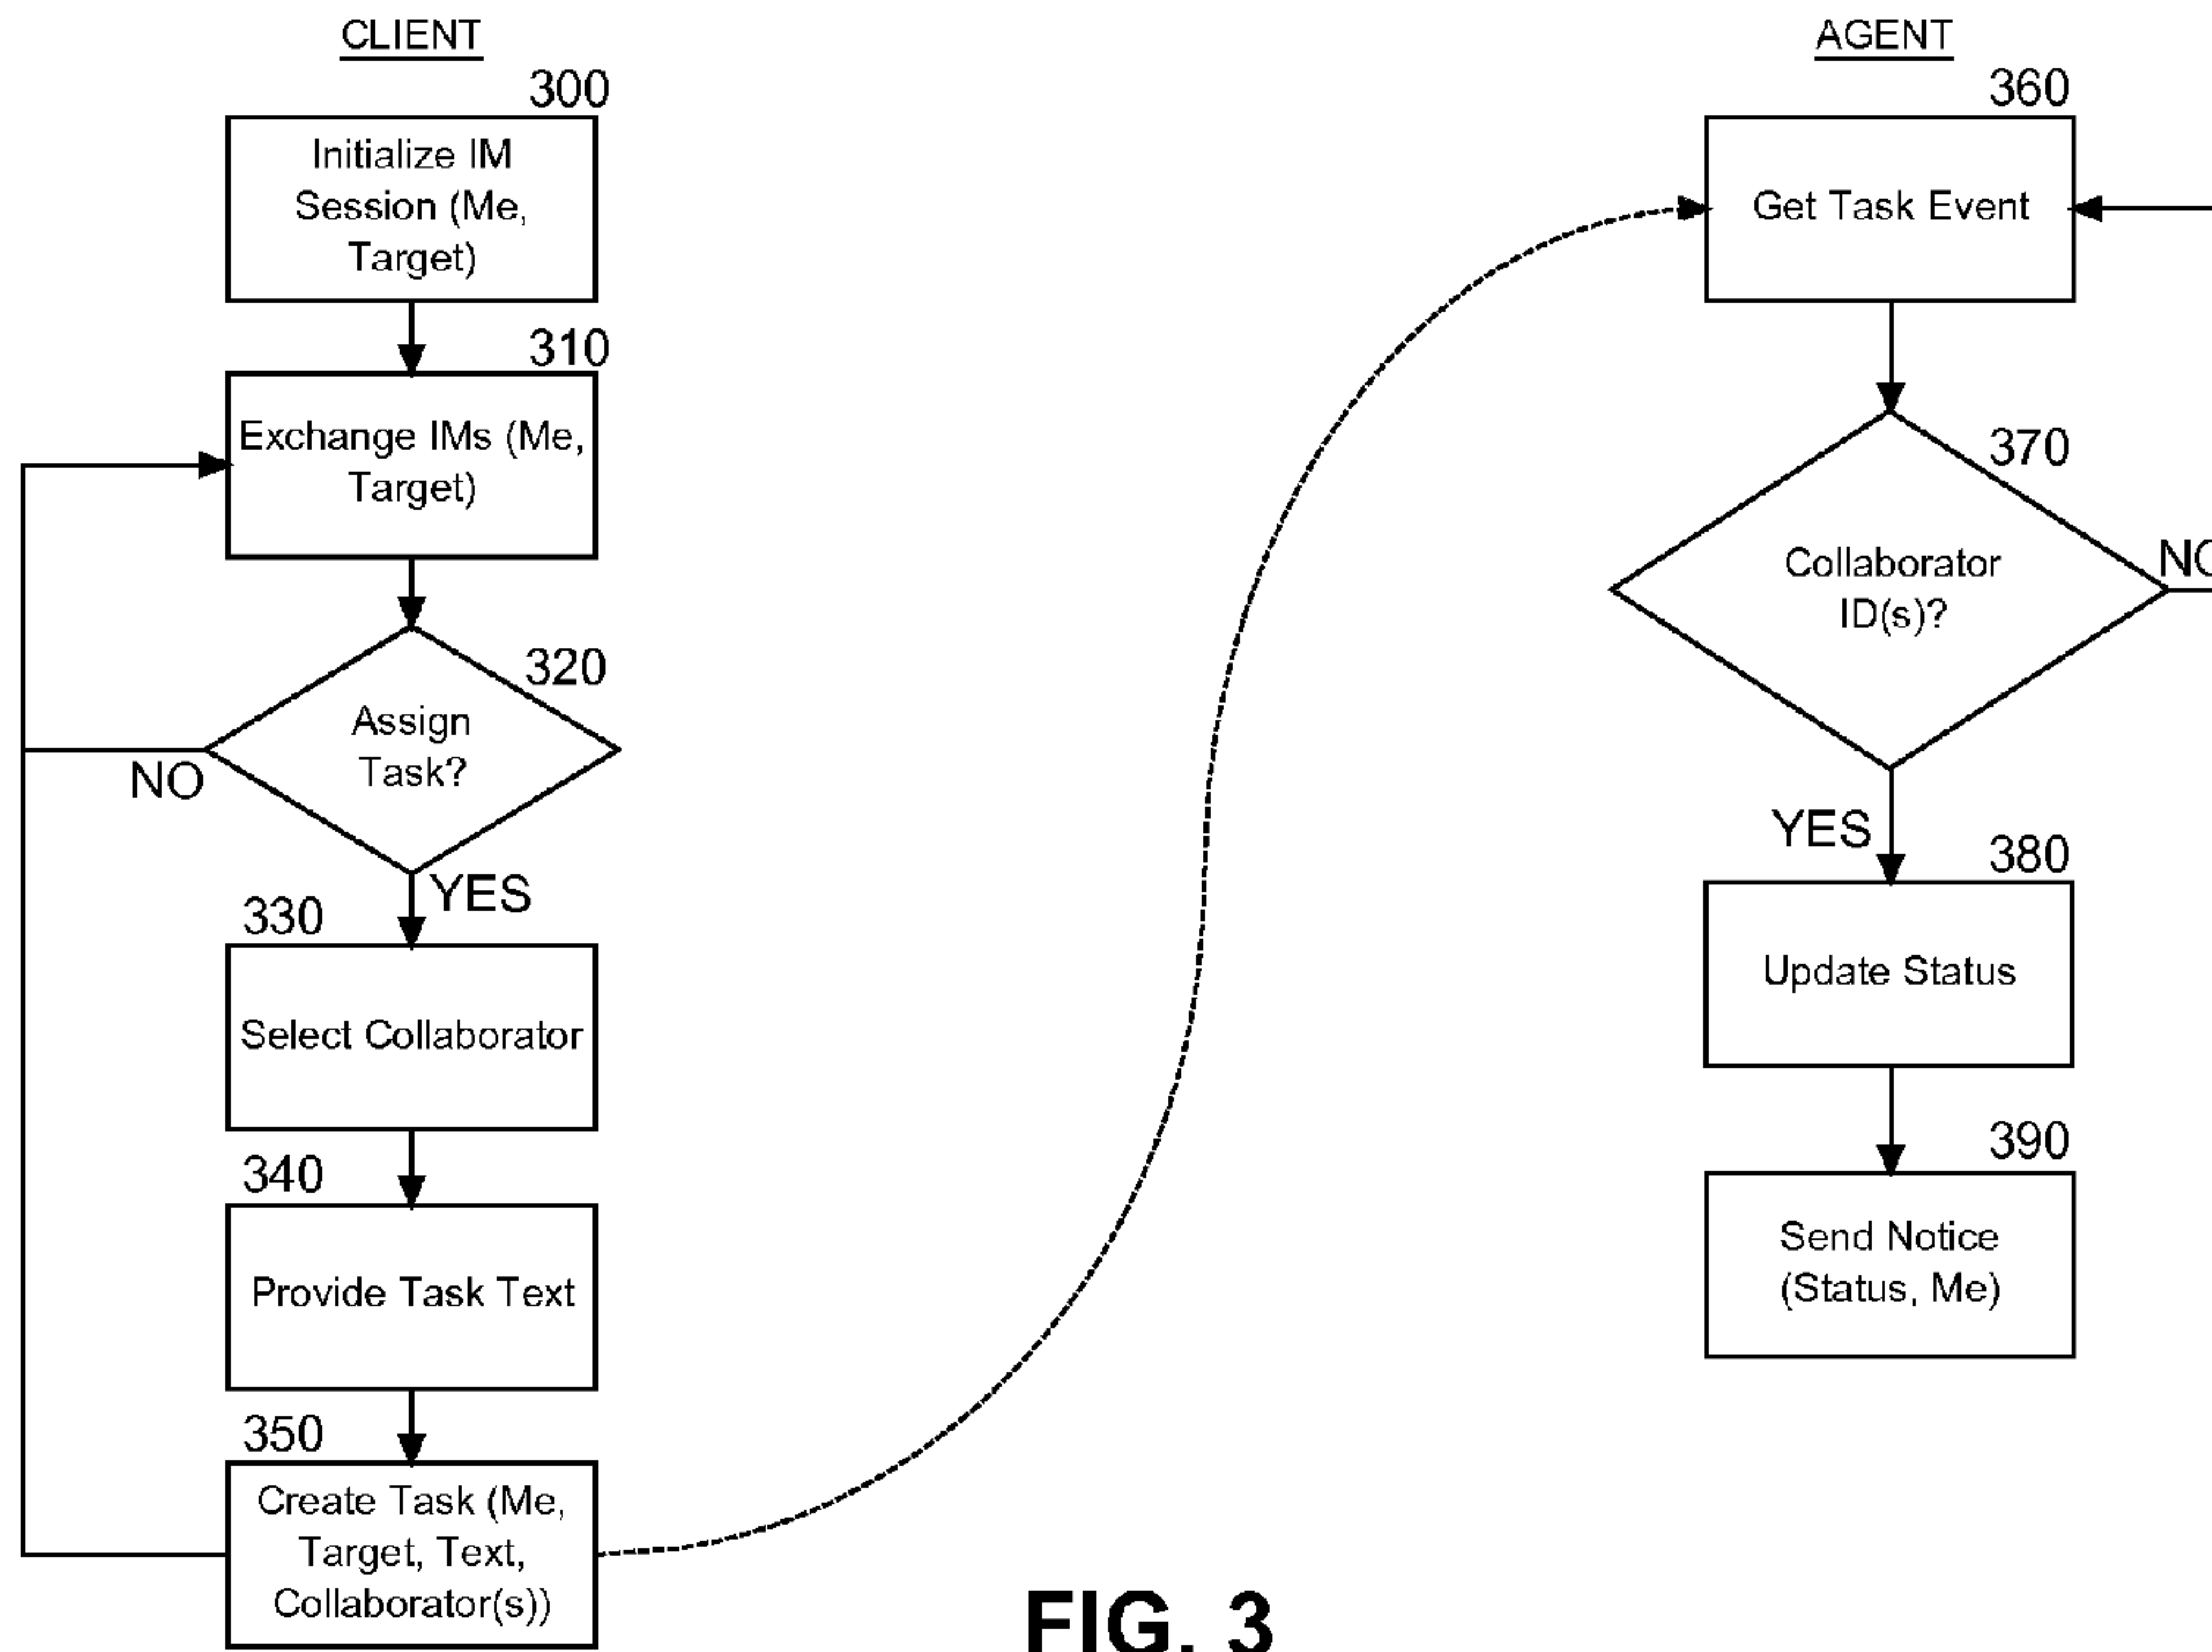 CLIENT
300
Initialize IM
Session (Me,
Target)
310
Exchange IMs (Me,
Target)
320
Assign
Task?
NO
YES
330
Select Collaborator
340
Provide Task Text
350
Create Task (Me,
Target, Text,
Collaborator(s))
AGENT
360
Get Task Event
370
Collaborator
ID(s)?
NO
YES
380
Update Status
390
Send Notice
(Status, Me)
FIG. 3